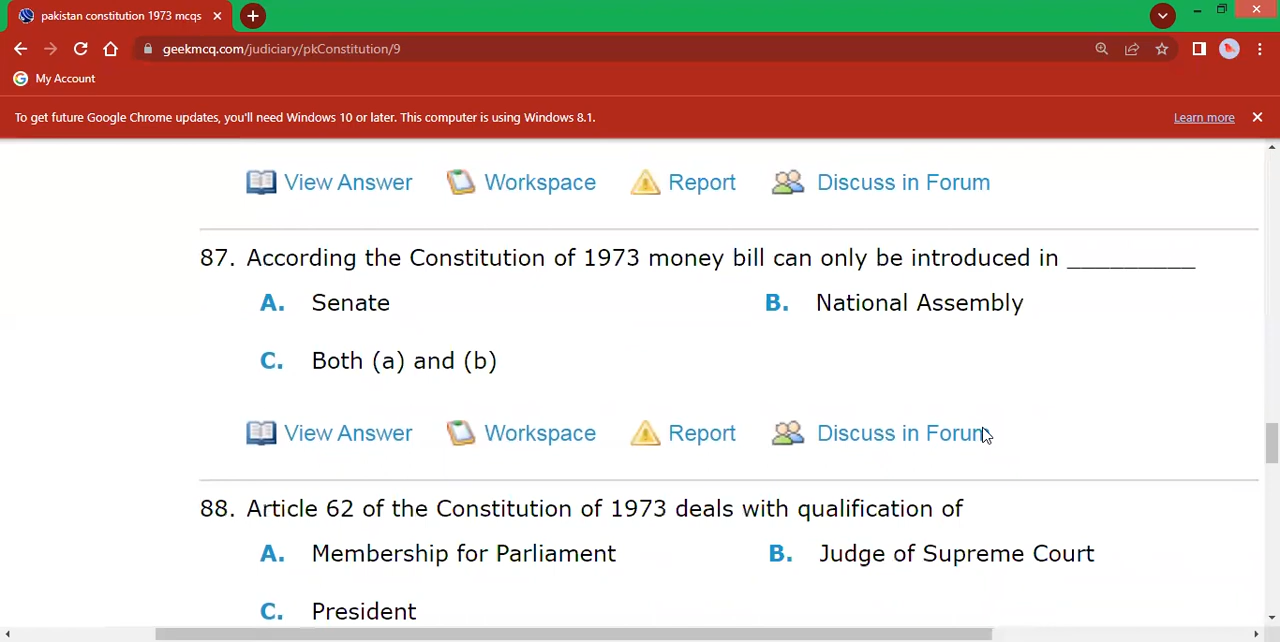 pakistan constitution 1973 mcqs
geekmcq.com/judiciary/pkConstitution/9
My Account
To get future Google Chrome updates, you'll need Windows 10 or later. This computer is using Windows 8.1. Learn more
View Answer Workspace Report Discuss in Forum
87. According the Constitution of 1973 money bill can only be introduced in __________
A. Senate B. National Assembly
C. Both (a) and (b)
View Answer Workspace Report Discuss in Forum
88. Article 62 of the Constitution of 1973 deals with qualification of
A. Membership for Parliament B. Judge of Supreme Court
C. President